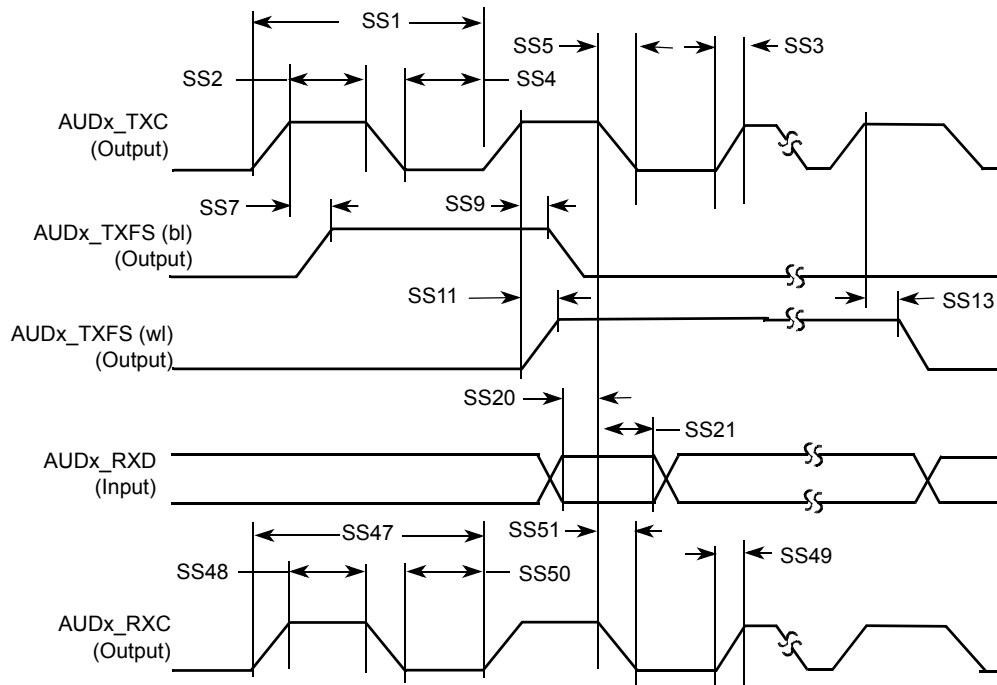 SS1
SS5
SS3
SS2
SS4
AUDx_TXC
(Output)
SS7
SS9
AUDx_TXFS (bl)
(Output)
SS11
SS13
AUDx_TXFS (wl)
(Output)
SS20
SS21
AUDx_RXD
(Input)
SS47
SS51
SS49
SS48
SS50
AUDx_RXC
(Output)